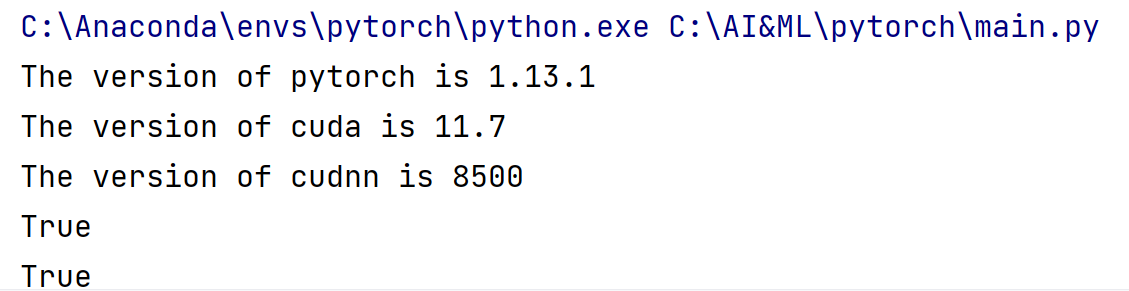 C:\Anaconda\envs\pytorch\python.exe C:\AI&ML\pytorch\main.py
The version of pytorch is 1.13.1
The version of cuda is 11.7
The version of cudnn is 8500
True
True